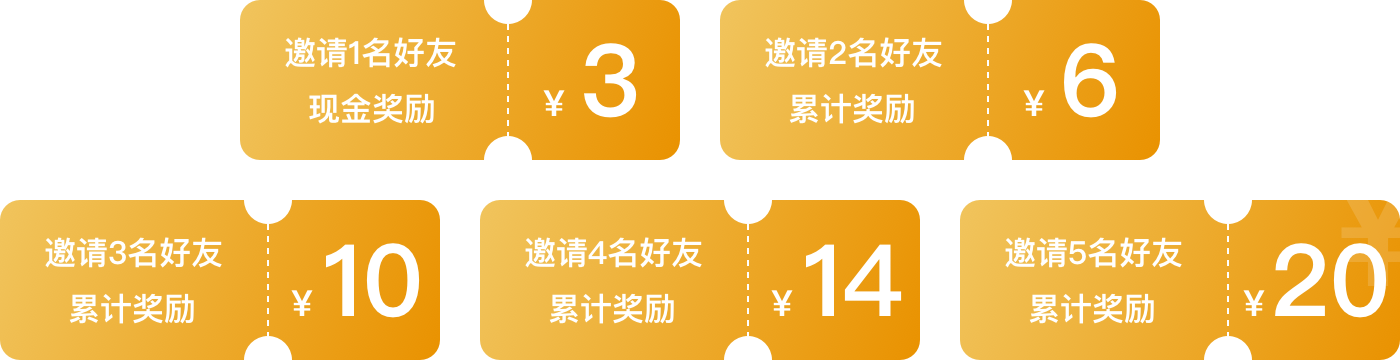 邀请1名好友
现金奖励
¥ 3
邀请2名好友
累计奖励
¥ 6
邀请3名好友
累计奖励
¥ 10
邀请4名好友
累计奖励
¥ 14
邀请5名好友
累计奖励
¥ 20
¥